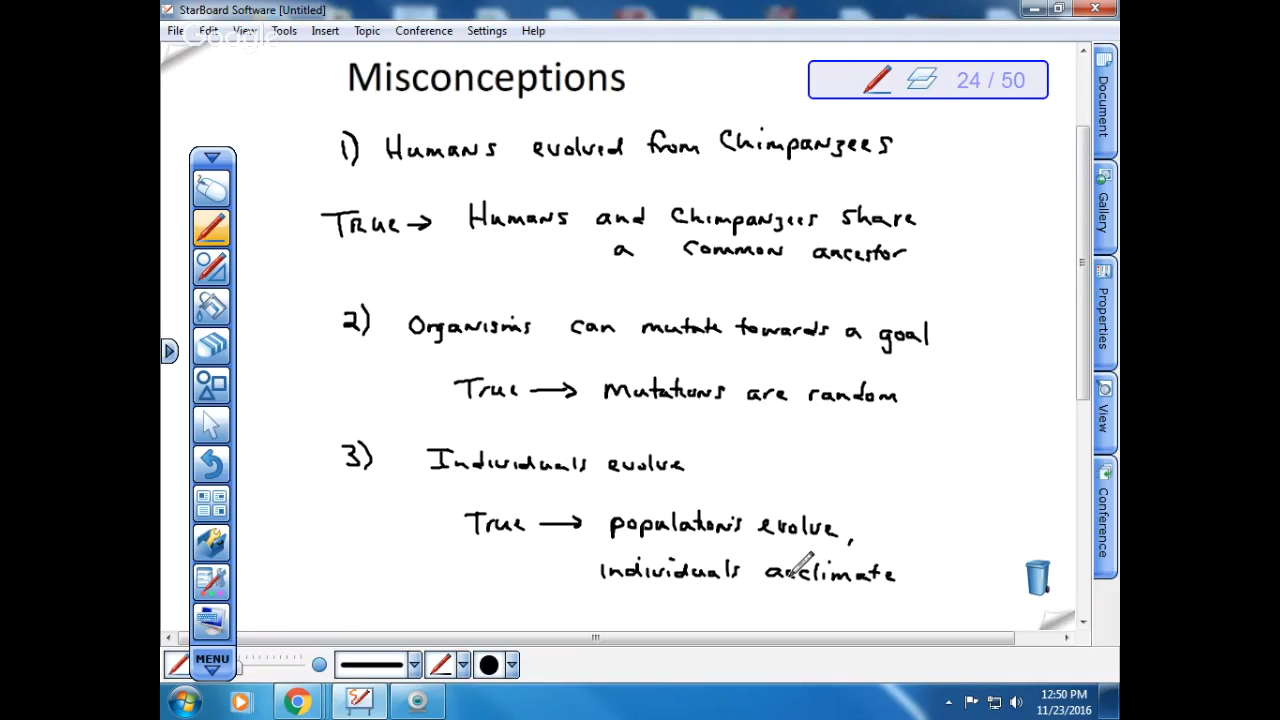 StarBoard Software [Untitled]
File Edit View Tools Insert Topic Conference Settings Help
Google
Misconceptions
24 / 50
1) Humans evolved from Chimpanzees
TRUE → Humans and Chimpanzees share
a common ancestor
2) Organisms can mutate towards a goal
True → Mutations are random
3) Individuals evolve
True → populations evolve,
individuals acclimate
Document
Gallery
Properties
View
Conference
MENU
12:50 PM
11/23/2016